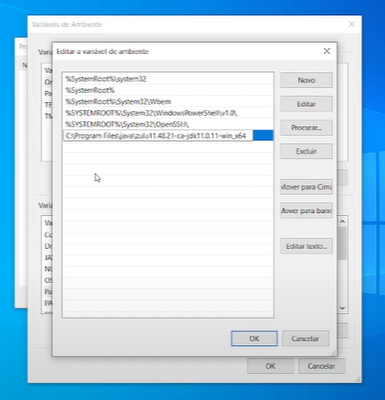 Variáveis de Ambiente
Editar a variável de ambiente
%SystemRoot%\system32
%SystemRoot%
%SystemRoot%\System32\Wbem
%SYSTEMROOT%\System32\WindowsPowerShell\v1.0\
%SYSTEMROOT%\System32\OpenSSH\
C:\Program Files\java\zulu11.48.21-ca-jdk11.0.11-win_x64
Novo
Editar
Procurar...
Excluir
Mover para Cima
Mover para baixo
Editar texto...
OK
Cancelar
OK
Cancelar